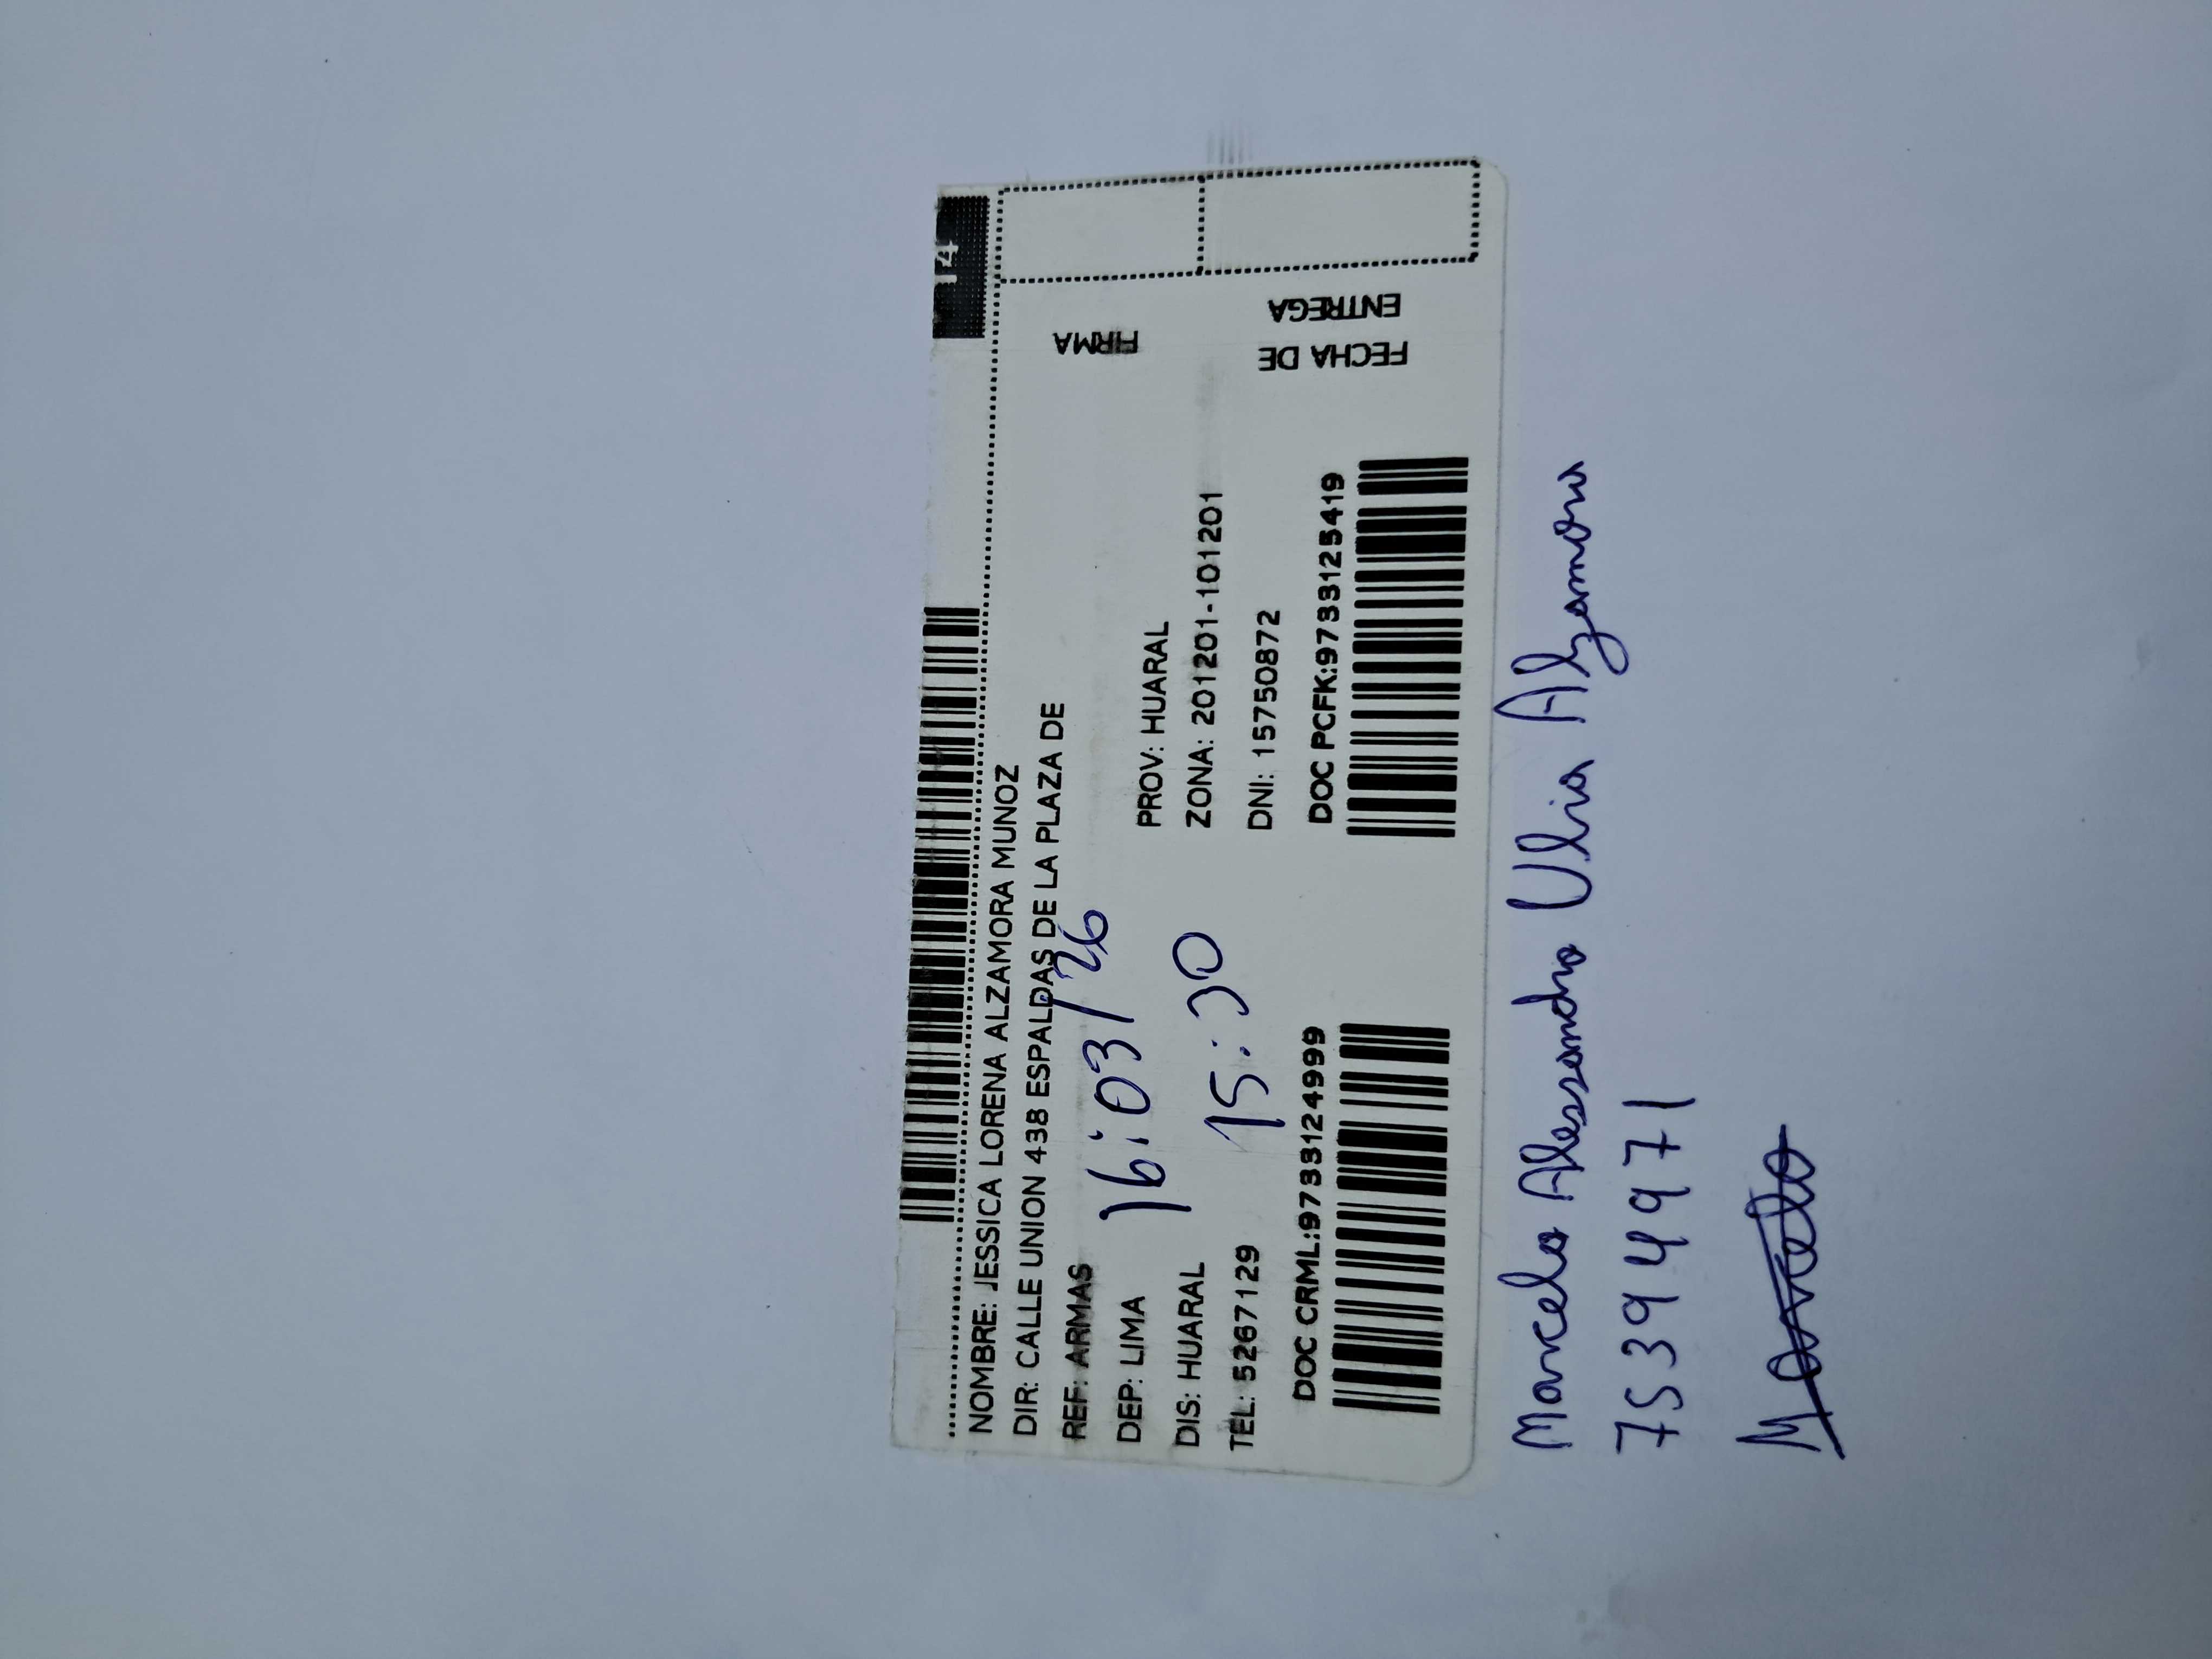 14
NOMBRE: JESSICA LORENA ALZAMORA MUNOZ
DIR: CALLE UNION 438 ESPALDAS DE LA PLAZA DE
REF: ARMAS
16:03/26
DEP: LIMA
PROV: HUARAL
DIS: HUARAL
15:30
ZONA: 201201-101201
TEL: 5267129
DNI: 15750872
DOC CRML:9733124999
DOC PCFK:9733125419
FIRMA
FECHA DE
ENTREGA
Marcelo Alessandro Ulria Alzamora
75394971
Marcelo